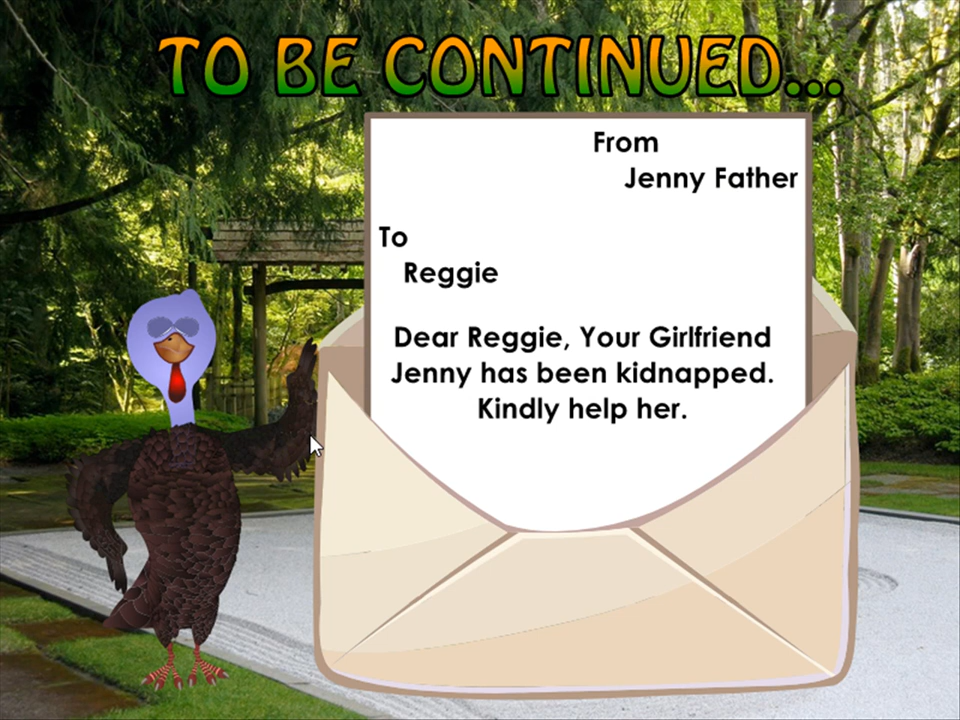 TO BE CONTINUED...
From
Jenny Father
To
Reggie
Dear Reggie, Your Girlfriend
Jenny has been kidnapped.
Kindly help her.